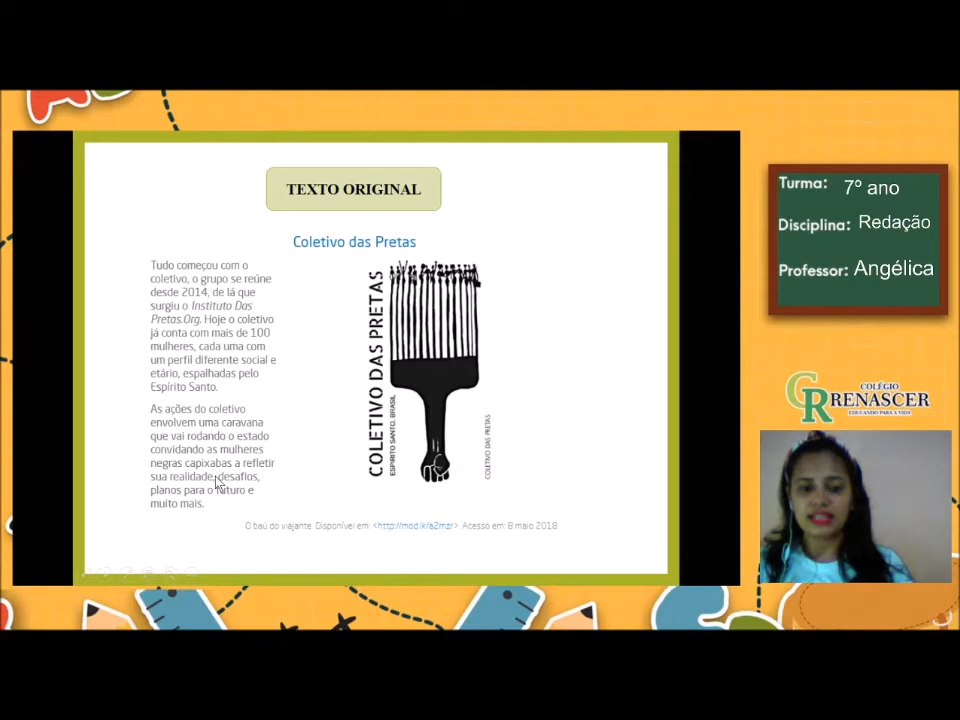 TEXTO ORIGINAL
Coletivo das Pretas
Tudo começou com o
coletivo, o grupo se reúne
desde 2014, de lá que
surgiu o Instituto Das
Pretas.Org. Hoje o coletivo
já conta com mais de 100
mulheres, cada uma com
um perfil diferente social e
etário, espalhadas pelo
Espírito Santo.
As ações do coletivo
envolvem uma caravana
que vai rodando o estado
convidando as mulheres
negras capixabas a refletir
sua realidade, desafios,
planos para o futuro e
muito mais.
COLETIVO DAS PRETAS
ESPÍRITO SANTO. BRASIL
COLETIVO DAS PRETAS
O baú do viajante. Disponível em: <http://mod.lk/a2mzr>. Acesso em: 8 maio 2018
Turma: 7º ano
Disciplina: Redação
Professor: Angélica
CR
COLÉGIO
RENASCER
EDUCANDO PARA A VIDA